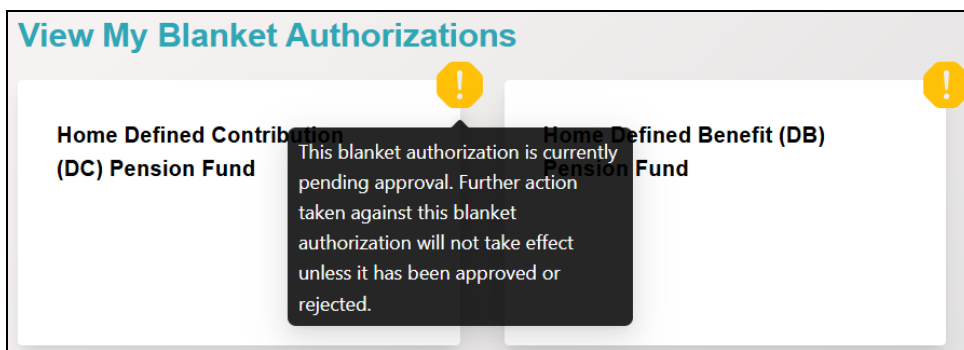 View My Blanket Authorizations
Home Defined Contribution
(DC) Pension Fund
This blanket authorization is currently
pending approval. Further action
taken against this blanket
authorization will not take effect
unless it has been approved or
rejected.
Home Defined Benefit (DB)
Pension Fund